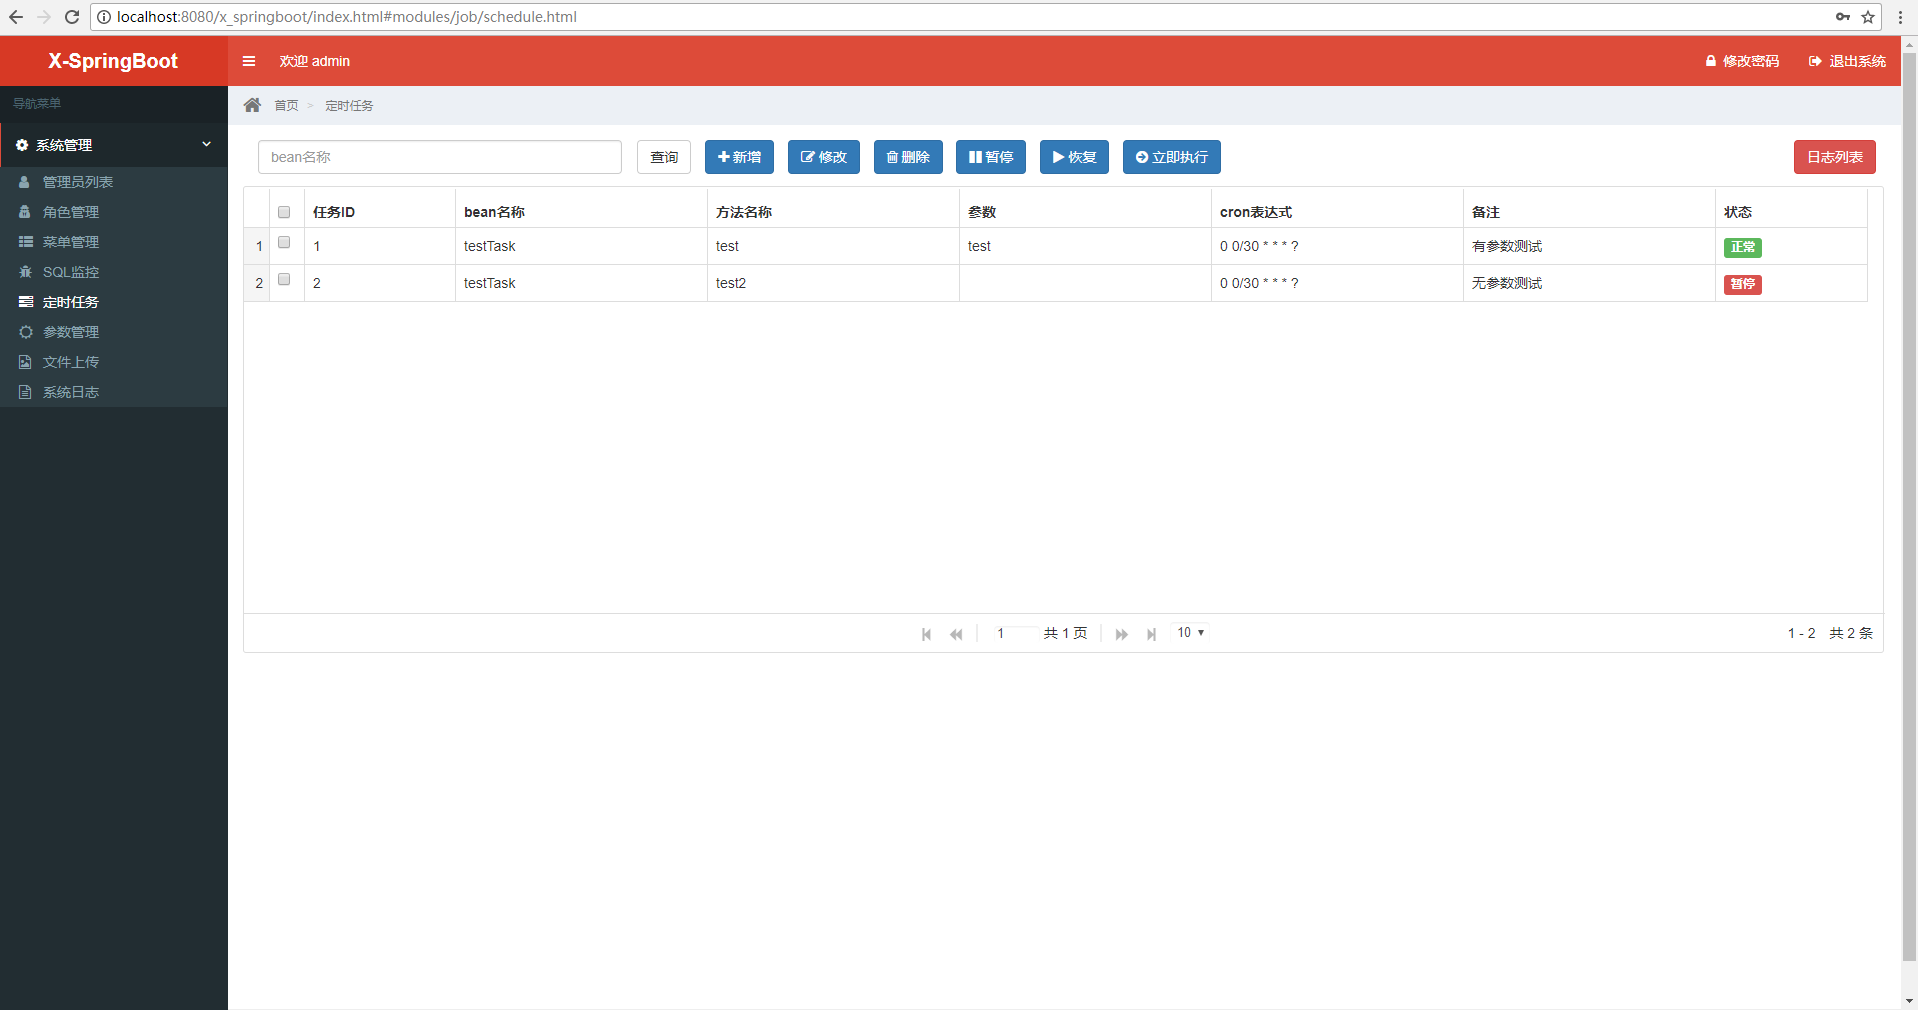 localhost:8080/x_springboot/index.html#modules/job/schedule.html
X-SpringBoot
欢迎 admin
修改密码
退出系统
导航菜单
首页 > 定时任务
系统管理
管理员列表
角色管理
菜单管理
SQL监控
定时任务
参数管理
文件上传
系统日志
bean名称
查询
新增
修改
删除
暂停
恢复
立即执行
日志列表
任务ID bean名称 方法名称 参数 cron表达式 备注 状态
1 1 testTask test test 0 0/30 * * * ? 有参数测试 正常
2 2 testTask test2 0 0/30 * * * ? 无参数测试 暂停
1 共 1 页 10 1 - 2 共 2 条